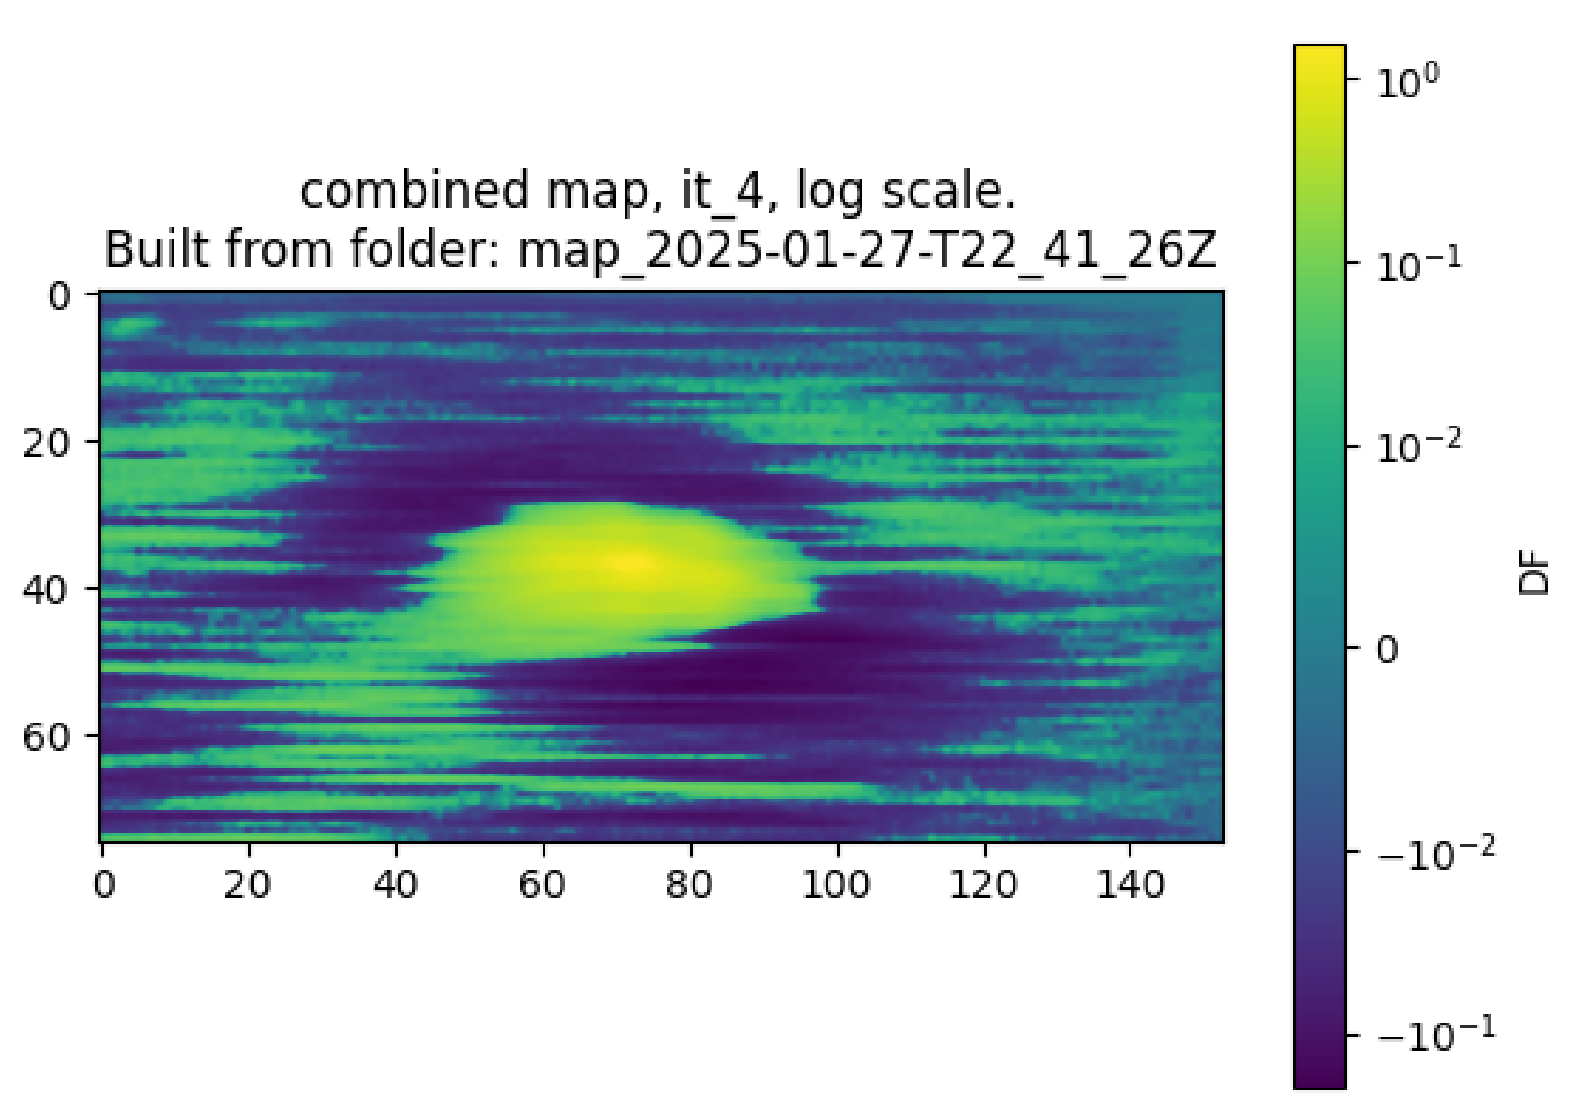 combined map, it_4, log scale.
Built from folder: map_2025-01-27-T22_41_26Z
0
20
40
60
0 20 40 60 80 100 120 140
10⁰
10⁻¹
10⁻²
0
−10⁻²
−10⁻¹
DF